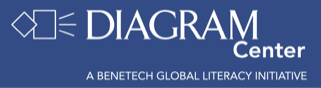 DIAGRAM
Center
A BENETECH GLOBAL LITERACY INITIATIVE